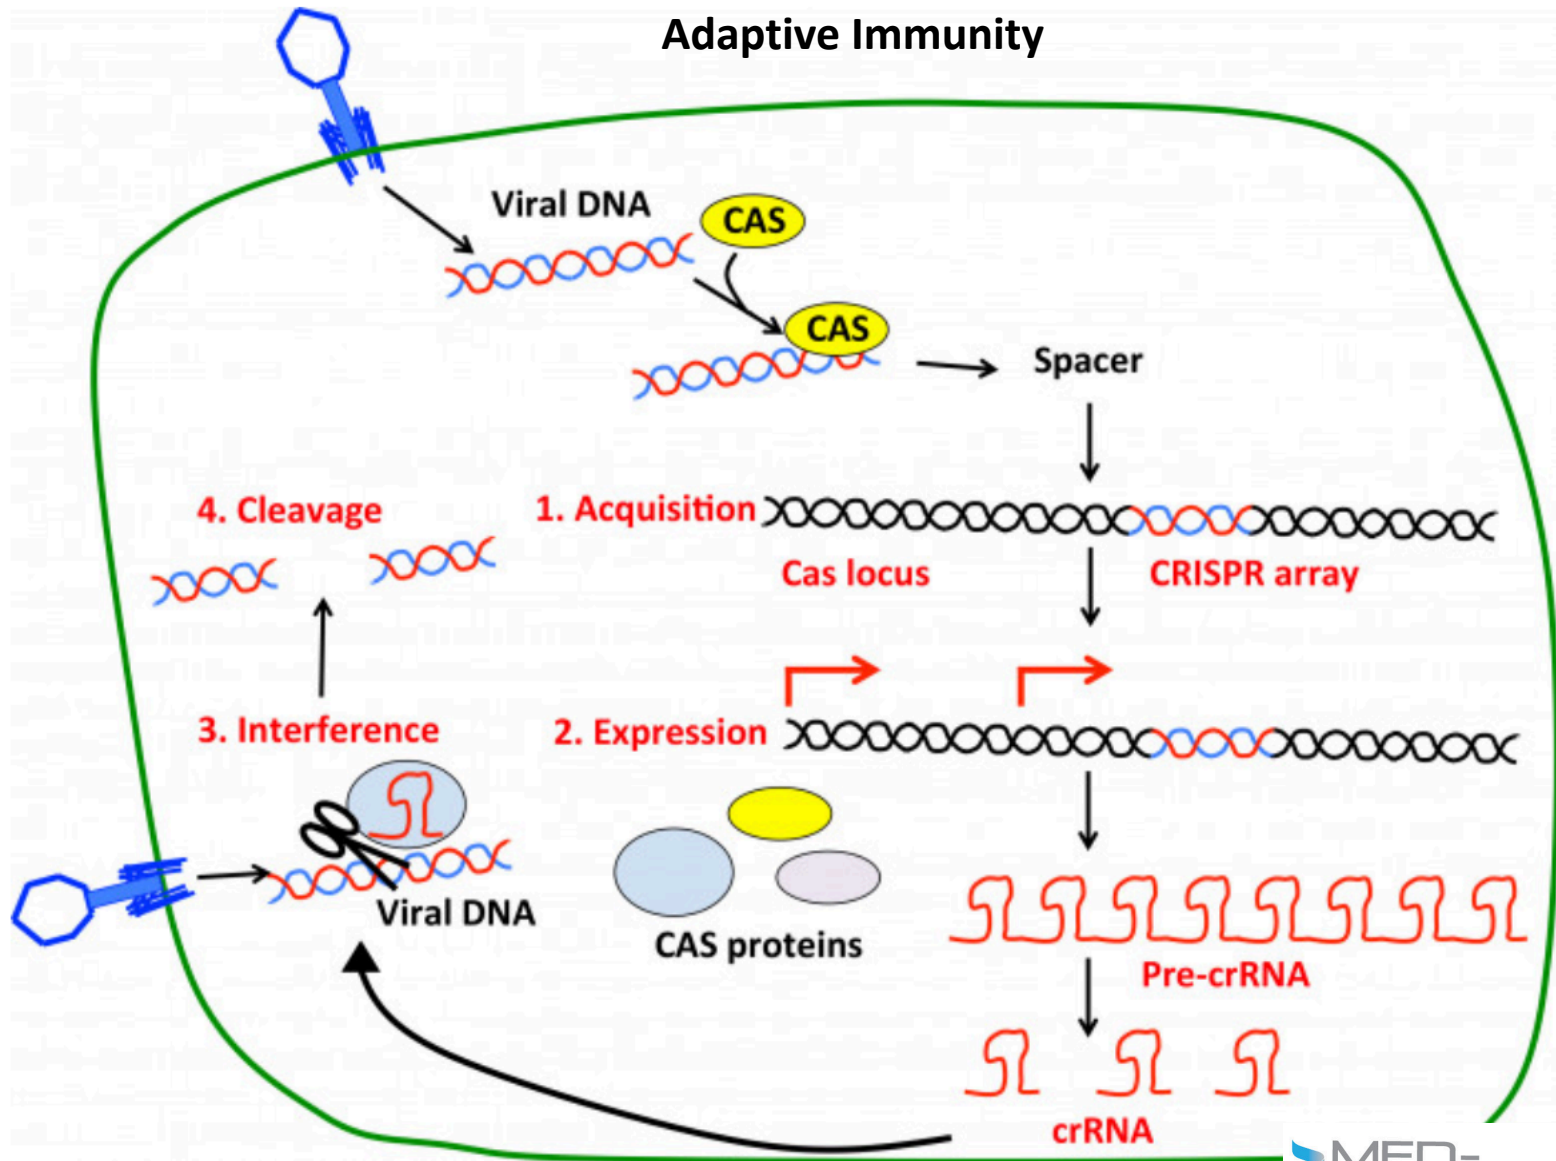 Adaptive Immunity
Viral DNA
CAS
CAS
Spacer
4. Cleavage
1. Acquisition
Cas locus
CRISPR array
3. Interference
2. Expression
Viral DNA
CAS proteins
Pre-crRNA
crRNA
MED-